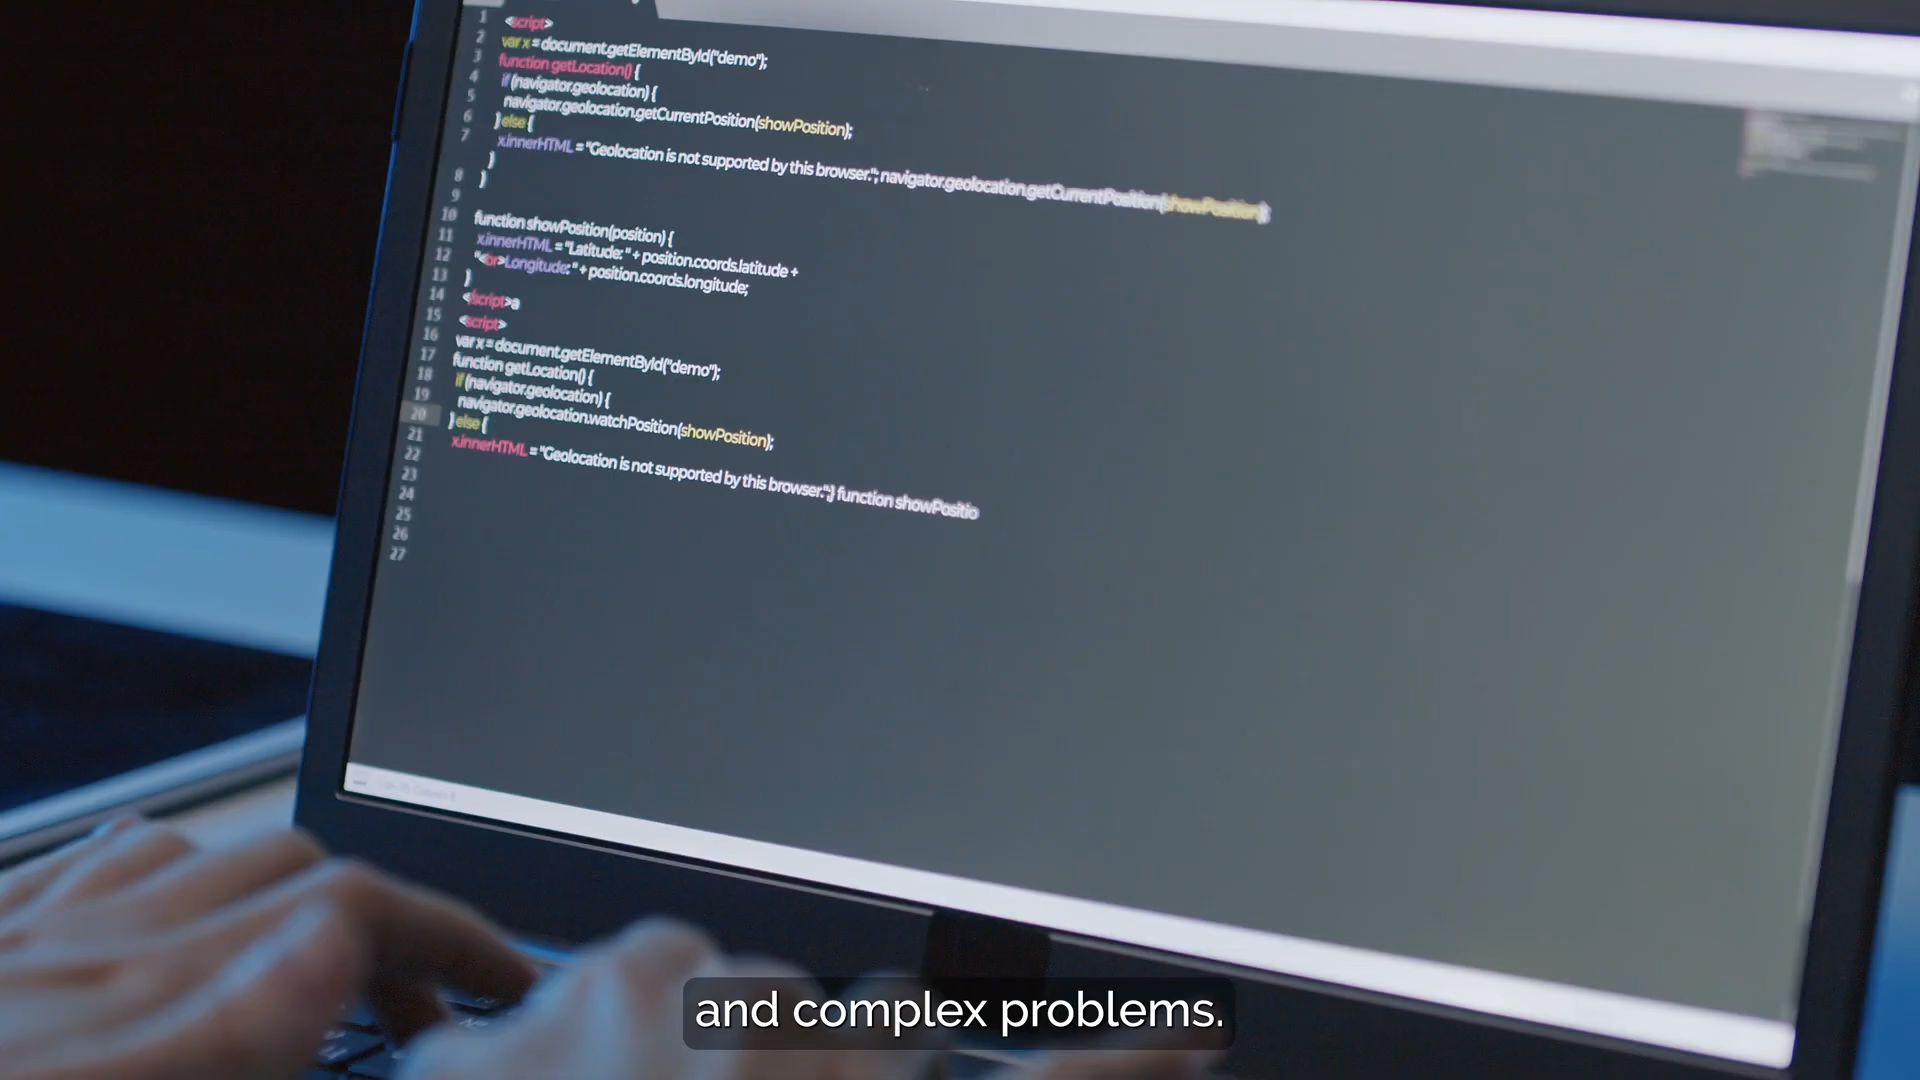 1 <script>
2 var x = document.getElementById("demo");
3 function getLocation() {
4 if (navigator.geolocation) {
5 navigator.geolocation.getCurrentPosition(showPosition);
6 } else {
7 x.innerHTML = "Geolocation is not supported by this browser."; navigator.geolocation.getCurrentPosition(showPosition);
}
8 }
9
10 function showPosition(position) {
11 x.innerHTML = "Latitude: " + position.coords.latitude +
12 "<br>Longitude: " + position.coords.longitude;
13 }
14 </script>a
15 <script>
16 var x = document.getElementById("demo");
17 function getLocation() {
18 if (navigator.geolocation) {
19 navigator.geolocation.watchPosition(showPosition);
20 } else {
21 x.innerHTML = "Geolocation is not supported by this browser.";} function showPositio
22
23
24
25
26
27
and complex problems.